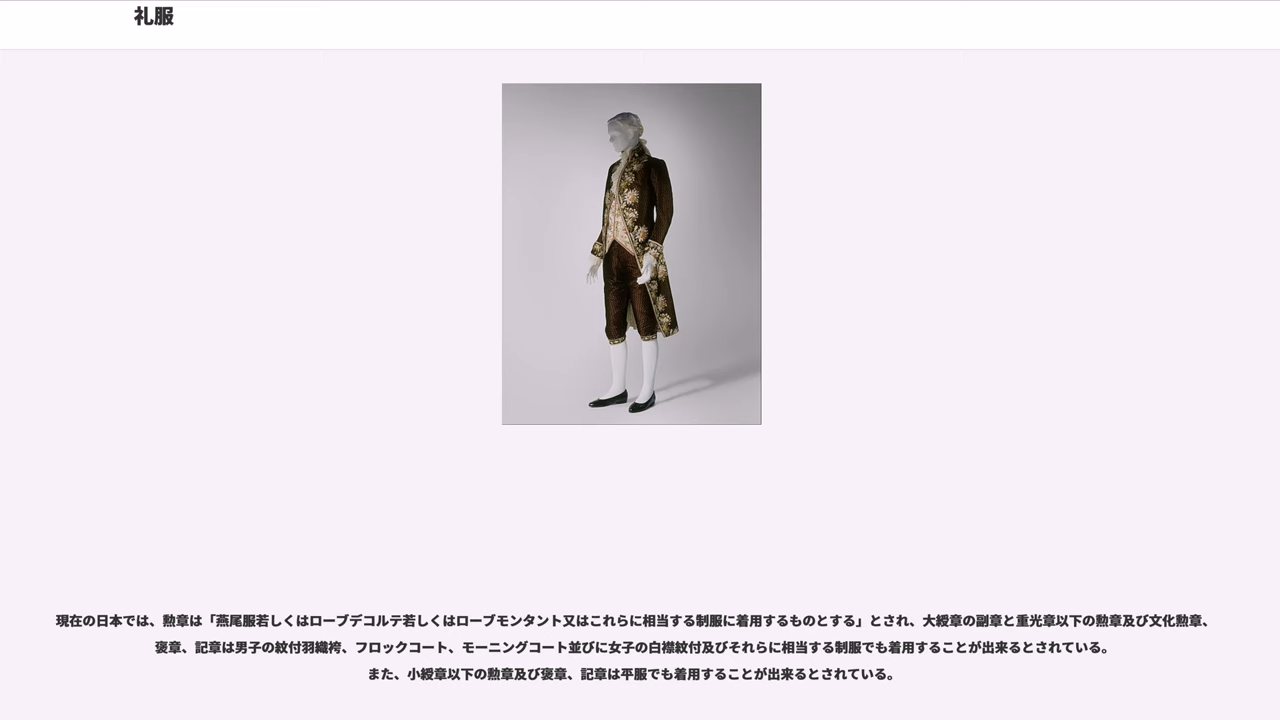 礼服
現在の日本では、勲章は「燕尾服若しくはローブデコルテ若しくはローブモンタント又はこれらに相当する制服に着用するものとする」とされ、大綬章の副章と重光章以下の勲章及び文化勲章、
褒章、記章は男子の紋付羽織袴、フロックコート、モーニングコート並びに女子の白襟紋付及びそれらに相当する制服でも着用することが出来るとされている。
また、小綬章以下の勲章及び褒章、記章は平服でも着用することが出来るとされている。